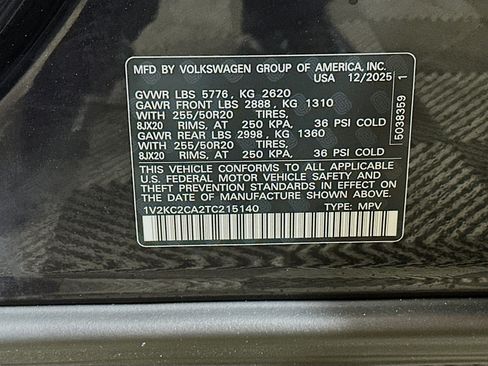 MFD BY VOLKSWAGEN GROUP OF AMERICA, INC.
USA 12/2025
GVWR LBS 5776, KG 2620
GAWR FRONT LBS 2888, KG 1310
WITH 255/50R20 TIRES,
8JX20 RIMS, AT 250 KPA, 36 PSI COLD
GAWR REAR LBS 2998, KG 1360
WITH 255/50R20 TIRES,
8JX20 RIMS, AT 250 KPA, 36 PSI COLD
THIS VEHICLE CONFORMS TO ALL APPLICABLE
U.S. FEDERAL MOTOR VEHICLE SAFETY AND
THEFT PREVENTION STANDARDS IN EFFECT ON
THE DATE OF MANUFACTURE SHOWN ABOVE.
1V2KC2CA2TC215140 TYPE: MPV
5038359 1